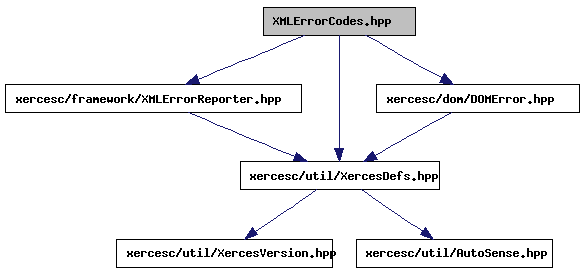 XMLErrorCodes.hpp
xercesc/framework/XMLErrorReporter.hpp
xercesc/dom/DOMError.hpp
xercesc/util/XercesDefs.hpp
xercesc/util/XercesVersion.hpp
xercesc/util/AutoSense.hpp